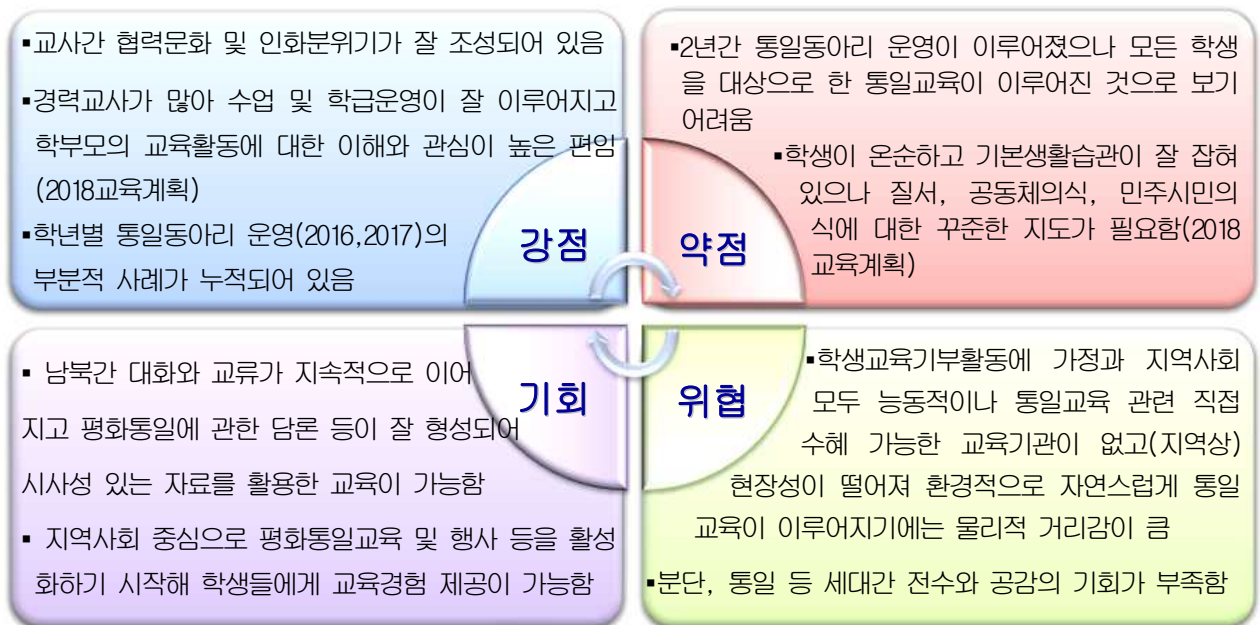 ▪교사간 협력문화 및 인화분위기가 잘 조성되어 있음
▪경력교사가 많아 수업 및 학급운영이 잘 이루어지고
학부모의 교육활동에 대한 이해와 관심이 높은 편임
(2018교육계획)
▪학년별 통일동아리 운영(2016,2017)의
부분적 사례가 누적되어 있음
강점
▪2년간 통일동아리 운영이 이루어졌으나 모든 학생
을 대상으로 한 통일교육이 이루어진 것으로 보기
어려움
▪학생이 온순하고 기본생활습관이 잘 잡혀
있으나 질서, 공동체의식, 민주시민의
식에 대한 꾸준한 지도가 필요함(2018
교육계획)
약점
▪ 남북간 대화와 교류가 지속적으로 이어
지고 평화통일에 관한 담론 등이 잘 형성되어
시사성 있는 자료를 활용한 교육이 가능함
▪ 지역사회 중심으로 평화통일교육 및 행사 등을 활성
화하기 시작해 학생들에게 교육경험 제공이 가능함
기회
▪학생교육기부활동에 가정과 지역사회
모두 능동적이나 통일교육 관련 직접
수혜 가능한 교육기관이 없고(지역상)
현장성이 떨어져 환경적으로 자연스럽게 통일
교육이 이루어지기에는 물리적 거리감이 큼
▪분단, 통일 등 세대간 전수와 공감의 기회가 부족함
위협